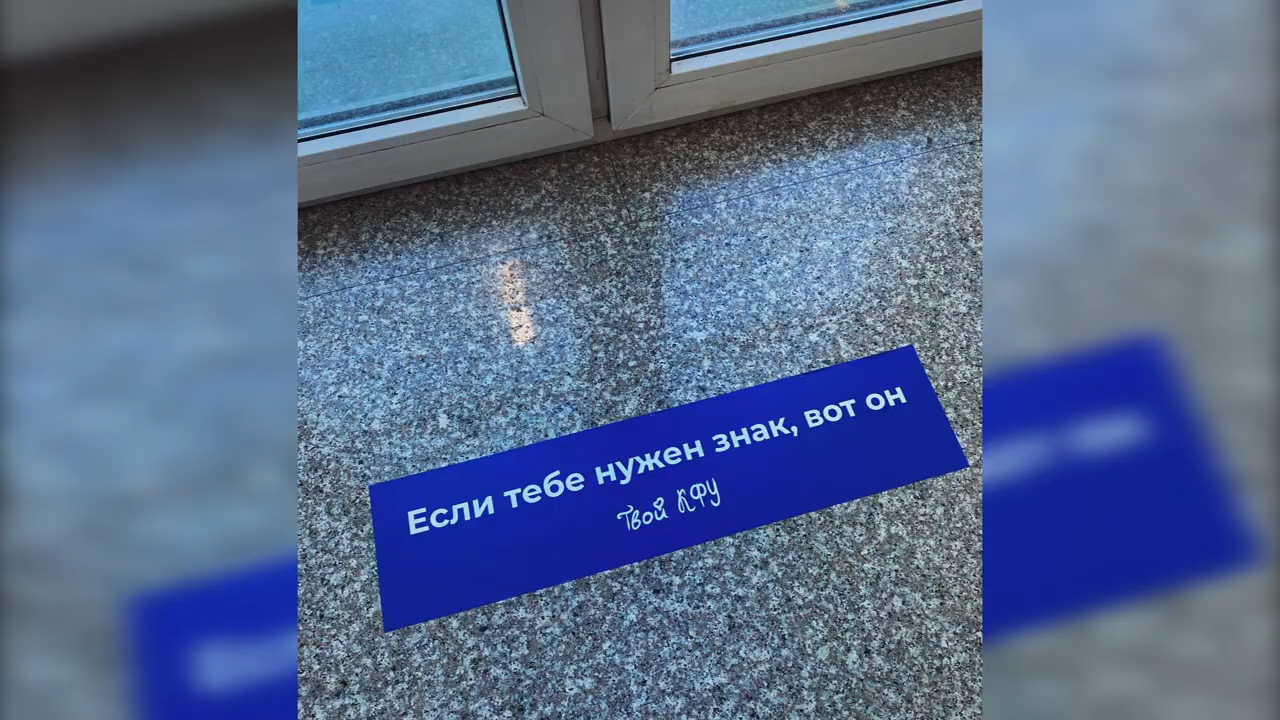 Если тебе нужен знак, вот он
Твой КФУ